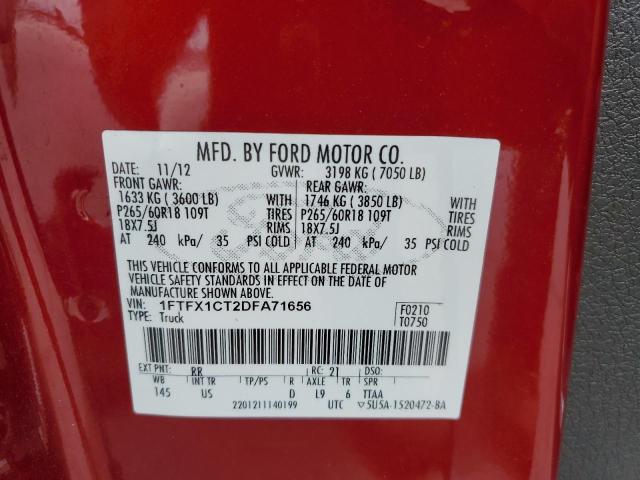 MFD. BY FORD MOTOR CO.
DATE: 11/12 GVWR: 3198 KG ( 7050 LB)
FRONT GAWR: REAR GAWR:
1633 KG ( 3600 LB) WITH 1746 KG ( 3850 LB) WITH
P265/60R18 109T TIRES P265/60R18 109T TIRES
18X7.5J RIMS 18X7.5J RIMS
AT 240 kPa/ 35 PSI COLD AT 240 kPa/ 35 PSI COLD
Ford
THIS VEHICLE CONFORMS TO ALL APPLICABLE FEDERAL MOTOR
VEHICLE SAFETY STANDARDS IN EFFECT ON THE DATE OF
MANUFACTURE SHOWN ABOVE.
VIN: 1FTFX1CT2DFA71656 F0210
TYPE: Truck T0750
EXT PNT: RR RC: 21 DSO:
WB INT TR TP/PS R AXLE TR SPR
145 US D L9 6 TTAA
2201211140199 UTC ▽5U5A-1520472-BA